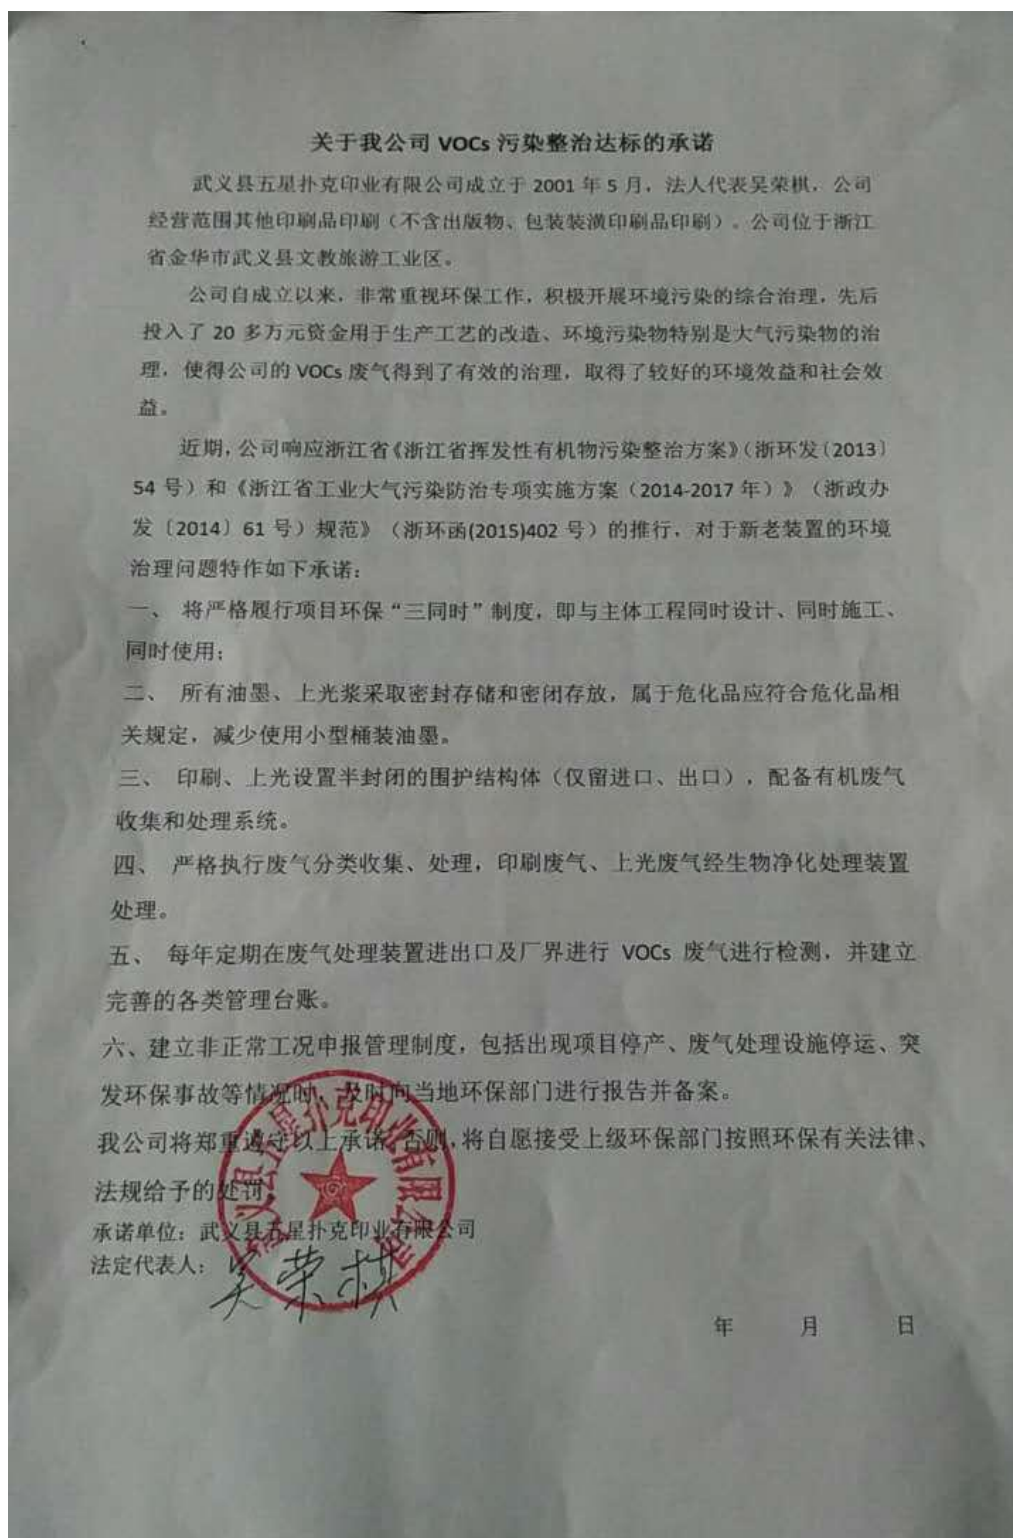 关于我公司 VOCs 污染整治达标的承诺
武义县五星扑克印业有限公司成立于 2001 年 5 月，法人代表吴荣棋，公司
经营范围其他印刷品印刷（不含出版物、包装装潢印刷品印刷）。公司位于浙江
省金华市武义县文教旅游工业区。
公司自成立以来，非常重视环保工作，积极开展环境污染的综合治理，先后
投入了 20 多万元资金用于生产工艺的改造、环境污染物特别是大气污染物的治
理，使得公司的 VOCs 废气得到了有效的治理，取得了较好的环境效益和社会效
益。
近期，公司响应浙江省《浙江省挥发性有机物污染整治方案》（浙环发〔2013〕
54 号）和《浙江省工业大气污染防治专项实施方案（2014-2017 年）》（浙政办
发〔2014〕61 号）规范》（浙环函(2015)402 号）的推行，对于新老装置的环境
治理问题特作如下承诺：
一、 将严格履行项目环保“三同时”制度，即与主体工程同时设计、同时施工、
同时使用；
二、 所有油墨、上光浆采取密封存储和密闭存放，属于危化品应符合危化品相
关规定，减少使用小型桶装油墨。
三、 印刷、上光设置半封闭的围护结构体（仅留进口、出口），配备有机废气
收集和处理系统。
四、 严格执行废气分类收集、处理，印刷废气、上光废气经生物净化处理装置
处理。
五、 每年定期在废气处理装置进出口及厂界进行 VOCs 废气进行检测，并建立
完善的各类管理台账。
六、建立非正常工况申报管理制度，包括出现项目停产、废气处理设施停运、突
发环保事故等情况时，及时向当地环保部门进行报告并备案。
我公司将郑重遵守以上承诺，否则，将自愿接受上级环保部门按照环保有关法律、
法规给予的处罚。
承诺单位：武义县五星扑克印业有限公司
法定代表人：吴荣棋
武义县五星扑克印业有限公司
年 月 日